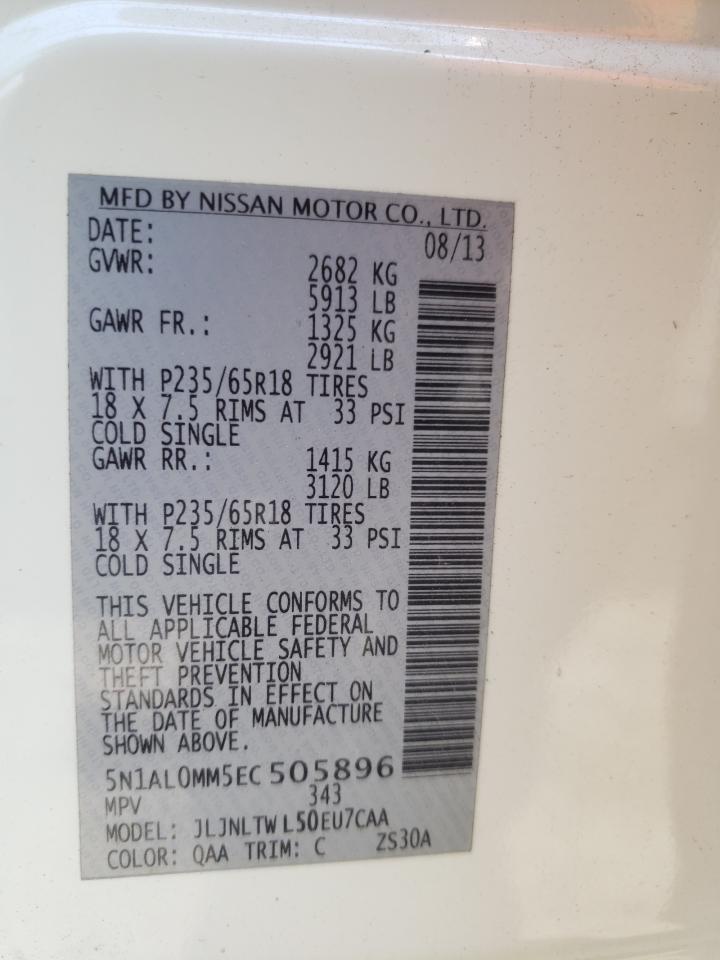 MFD BY NISSAN MOTOR CO., LTD.
DATE: 08/13
GVWR: 2682 KG
5913 LB
GAWR FR.: 1325 KG
2921 LB
WITH P235/65R18 TIRES
18 X 7.5 RIMS AT 33 PSI
COLD SINGLE
GAWR RR.: 1415 KG
3120 LB
WITH P235/65R18 TIRES
18 X 7.5 RIMS AT 33 PSI
COLD SINGLE
THIS VEHICLE CONFORMS TO
ALL APPLICABLE FEDERAL
MOTOR VEHICLE SAFETY AND
THEFT PREVENTION
STANDARDS IN EFFECT ON
THE DATE OF MANUFACTURE
SHOWN ABOVE.
5N1AL0MM5EC505896
MPV 343
MODEL: JLJNLTWL50EU7CAA
COLOR: QAA TRIM: C ZS30A